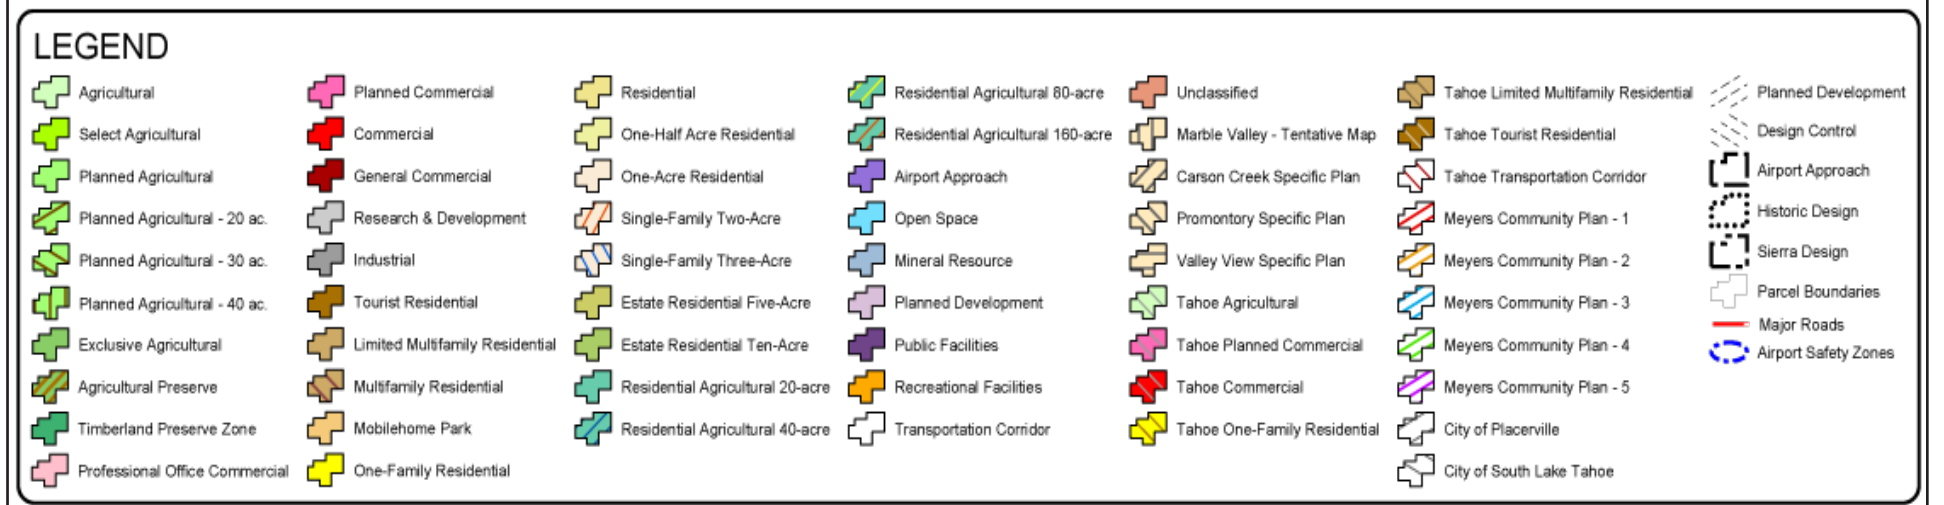 LEGEND
Agricultural
Select Agricultural
Planned Agricultural
Planned Agricultural - 20 ac.
Planned Agricultural - 30 ac.
Planned Agricultural - 40 ac.
Exclusive Agricultural
Agricultural Preserve
Timberland Preserve Zone
Professional Office Commercial
Planned Commercial
Commercial
General Commercial
Research & Development
Industrial
Tourist Residential
Limited Multifamily Residential
Multifamily Residential
Mobilehome Park
One-Family Residential
Residential
One-Half Acre Residential
One-Acre Residential
Single-Family Two-Acre
Single-Family Three-Acre
Estate Residential Five-Acre
Estate Residential Ten-Acre
Residential Agricultural 20-acre
Residential Agricultural 40-acre
Residential Agricultural 80-acre
Residential Agricultural 160-acre
Airport Approach
Open Space
Mineral Resource
Planned Development
Public Facilities
Recreational Facilities
Transportation Corridor
Unclassified
Marble Valley - Tentative Map
Carson Creek Specific Plan
Promontory Specific Plan
Valley View Specific Plan
Tahoe Agricultural
Tahoe Planned Commercial
Tahoe Commercial
Tahoe One-Family Residential
Tahoe Limited Multifamily Residential
Tahoe Tourist Residential
Tahoe Transportation Corridor
Meyers Community Plan - 1
Meyers Community Plan - 2
Meyers Community Plan - 3
Meyers Community Plan - 4
Meyers Community Plan - 5
City of Placerville
City of South Lake Tahoe
Planned Development
Design Control
Airport Approach
Historic Design
Sierra Design
Parcel Boundaries
Major Roads
Airport Safety Zones